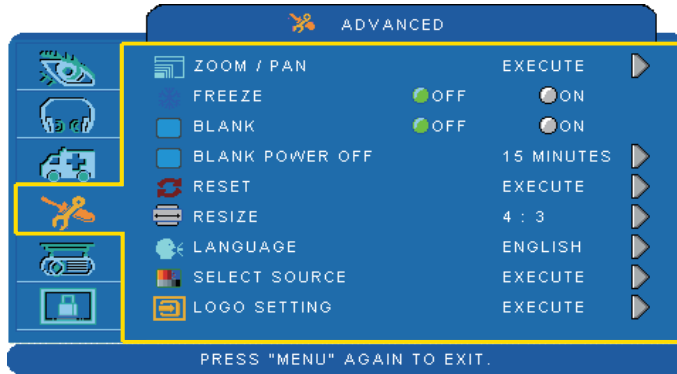 ADVANCED
ZOOM / PAN EXECUTE
FREEZE OFF ON
BLANK OFF ON
BLANK POWER OFF 15 MINUTES
RESET EXECUTE
RESIZE 4 : 3
LANGUAGE ENGLISH
SELECT SOURCE EXECUTE
LOGO SETTING EXECUTE
PRESS "MENU" AGAIN TO EXIT.